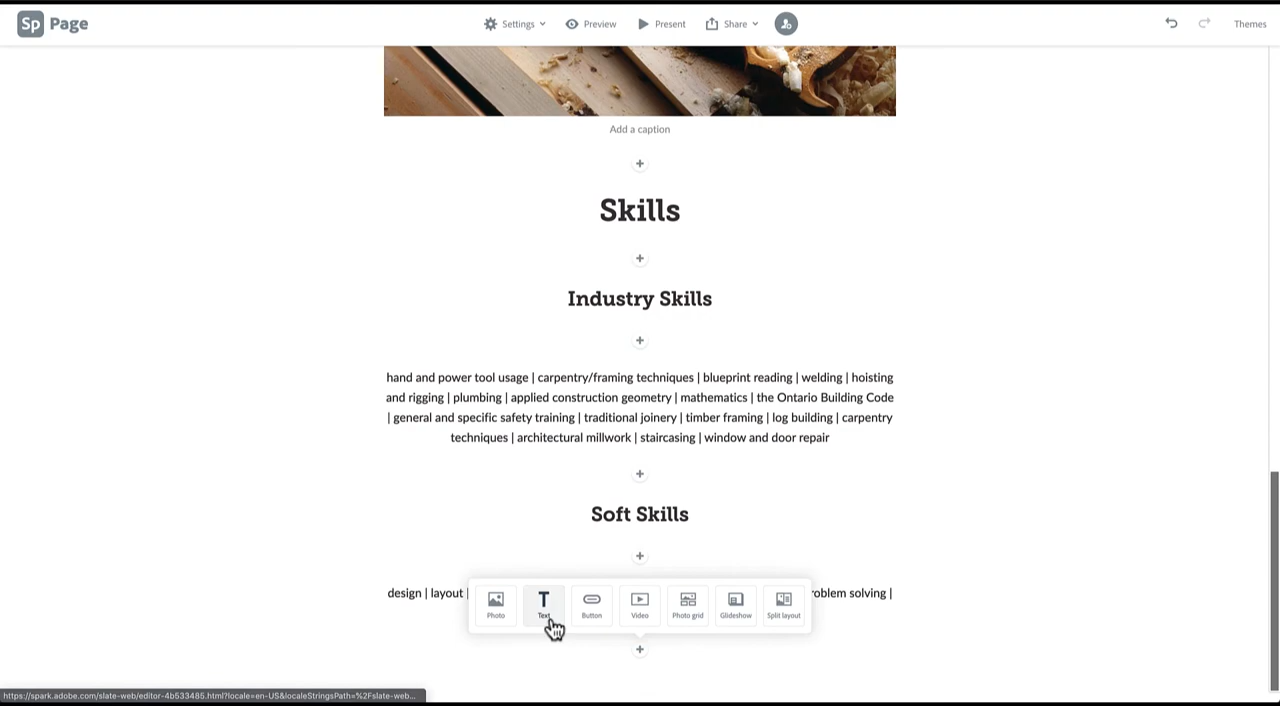 Sp Page
Settings
Preview
Present
Share
Themes
Add a caption
Skills
Industry Skills
hand and power tool usage | carpentry/framing techniques | blueprint reading | welding | hoisting
and rigging | plumbing | applied construction geometry | mathematics | the Ontario Building Code
| general and specific safety training | traditional joinery | timber framing | log building | carpentry
techniques | architectural millwork | staircasing | window and door repair
Soft Skills
design | layout | roblem solving |
Photo
Text
Button
Video
Photo grid
Glideshow
Split layout
https://spark.adobe.com/slate-web/editor-4b533485.html?locale=en-US&localeStringsPath=%2Fslate-web...